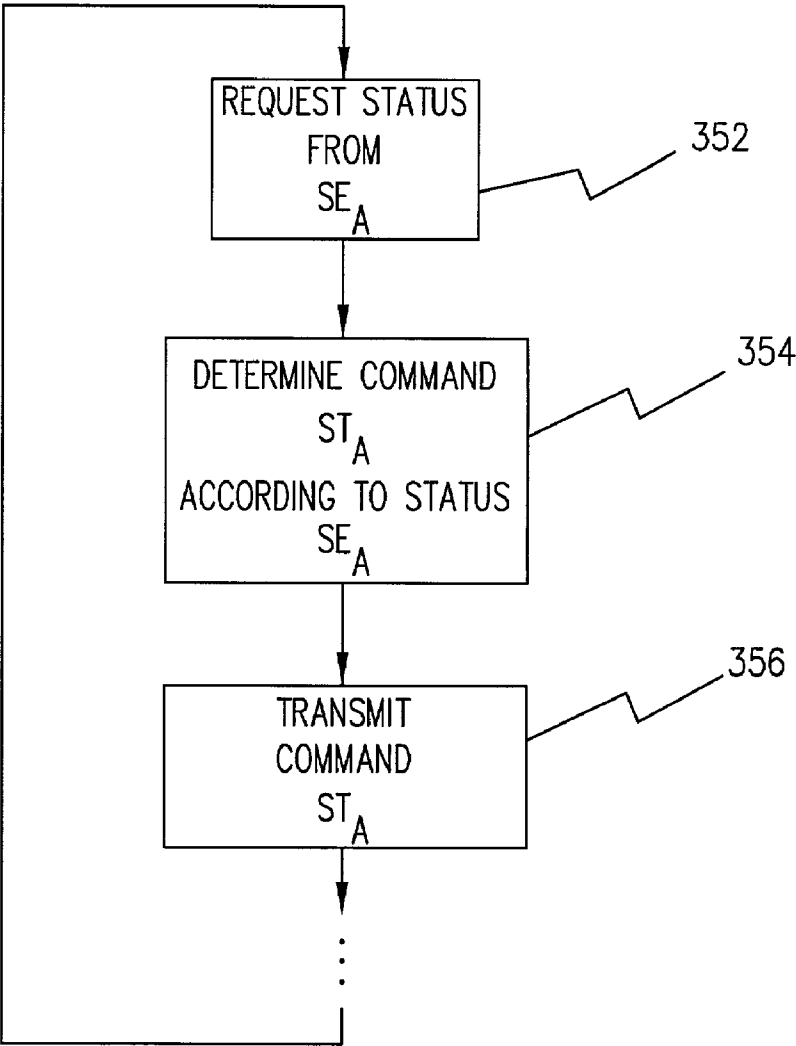 REQUEST STATUS
FROM
SE_A
352
DETERMINE COMMAND
ST_A
ACCORDING TO STATUS
SE_A
354
TRANSMIT
COMMAND
ST_A
356